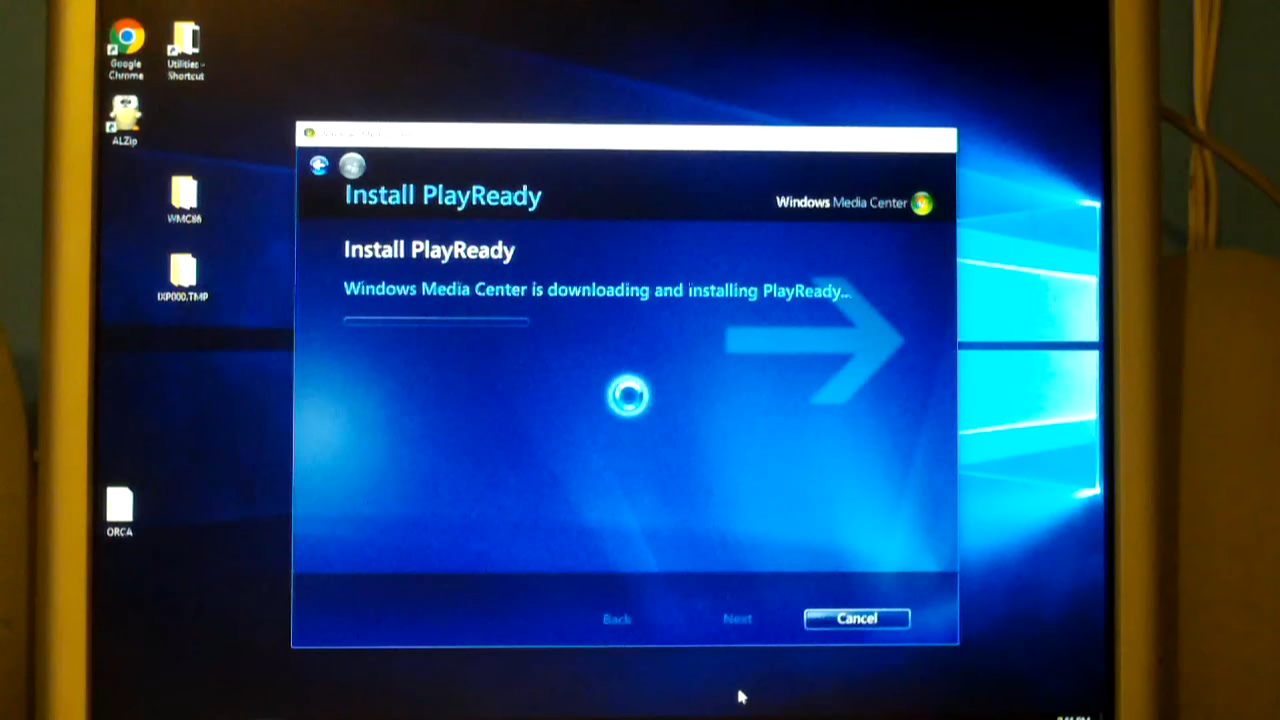 Google
Chrome
Utilities -
Shortcut
ALZip
WMC86
IXP000.TMP
ORCA
Install PlayReady
Windows Media Center
Install PlayReady
Windows Media Center is downloading and installing PlayReady...
Back
Next
Cancel